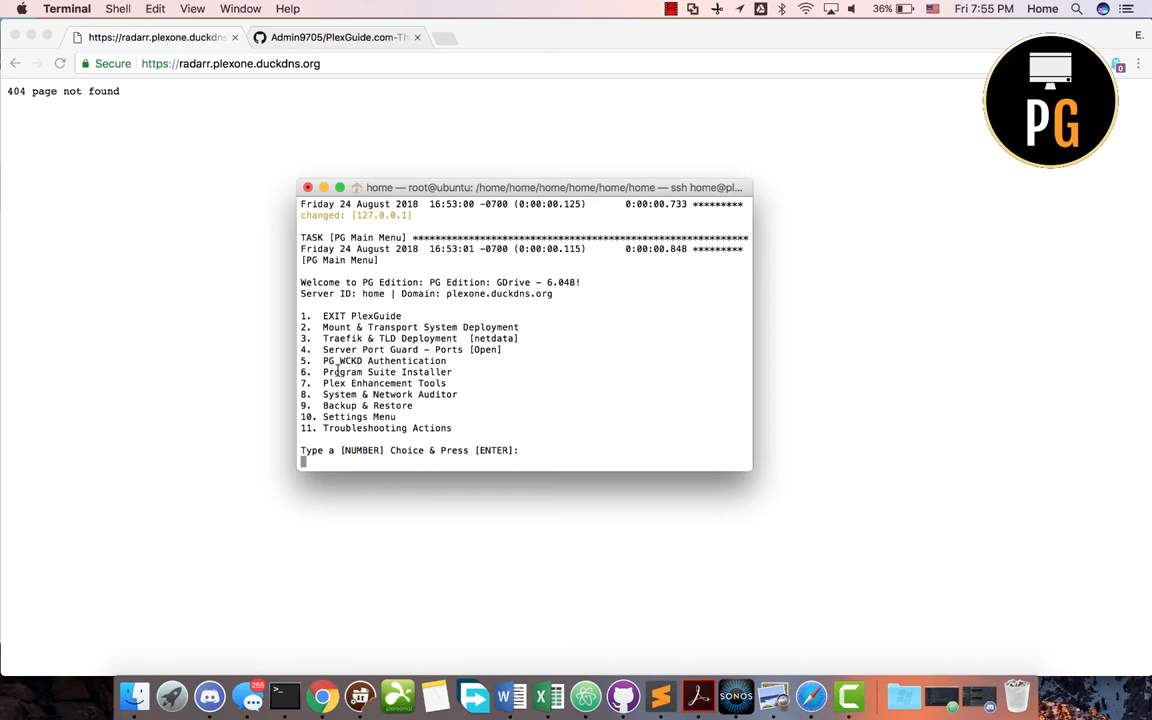 Terminal Shell Edit View Window Help
36% Fri 7:55 PM Home
https://radarr.plexone.duckdns ×
Admin9705/PlexGuide.com-Th ×
E.
Secure https://radarr.plexone.duckdns.org
0
404 page not found
PG
home — root@ubuntu: /home/home/home/home/home/home — ssh home@pl...
Friday 24 August 2018 16:53:00 -0700 (0:00:00.125) 0:00:00.733 *********
changed: [127.0.0.1]
TASK [PG Main Menu] *************************************************************
Friday 24 August 2018 16:53:01 -0700 (0:00:00.115) 0:00:00.848 *********
[PG Main Menu]
Welcome to PG Edition: PG Edition: GDrive - 6.048!
Server ID: home | Domain: plexone.duckdns.org
1. EXIT PlexGuide
2. Mount & Transport System Deployment
3. Traefik & TLD Deployment [netdata]
4. Server Port Guard - Ports [Open]
5. PG WCKD Authentication
6. Program Suite Installer
7. Plex Enhancement Tools
8. System & Network Auditor
9. Backup & Restore
10. Settings Menu
11. Troubleshooting Actions
Type a [NUMBER] Choice & Press [ENTER]:
255
personal
SONOS